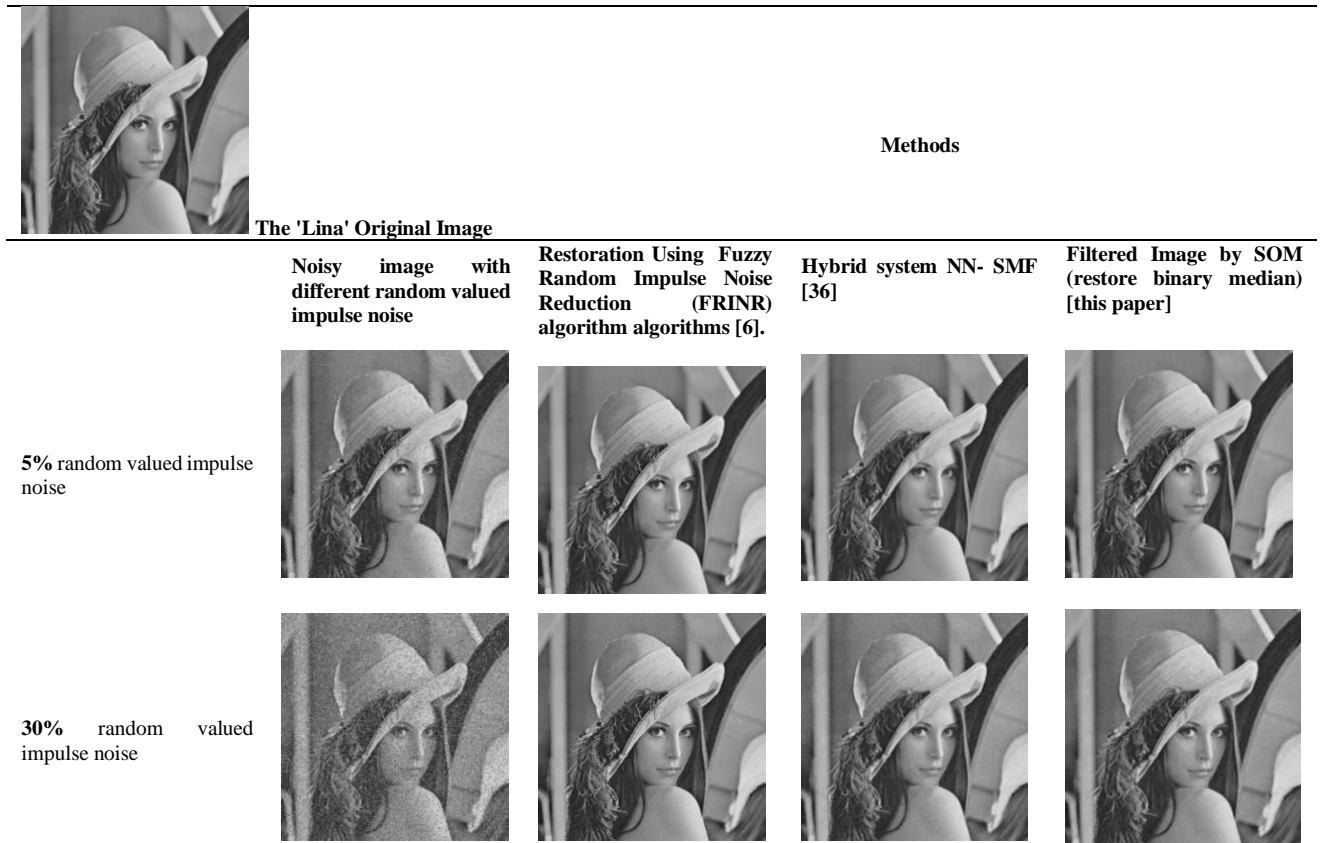 Methods
The 'Lina' Original Image
Noisy image with
different random valued
impulse noise
Restoration Using Fuzzy
Random Impulse Noise
Reduction (FRINR)
algorithm algorithms [6].
Hybrid system NN- SMF
[36]
Filtered Image by SOM
(restore binary median)
[this paper]
5% random valued impulse
noise
30% random valued
impulse noise